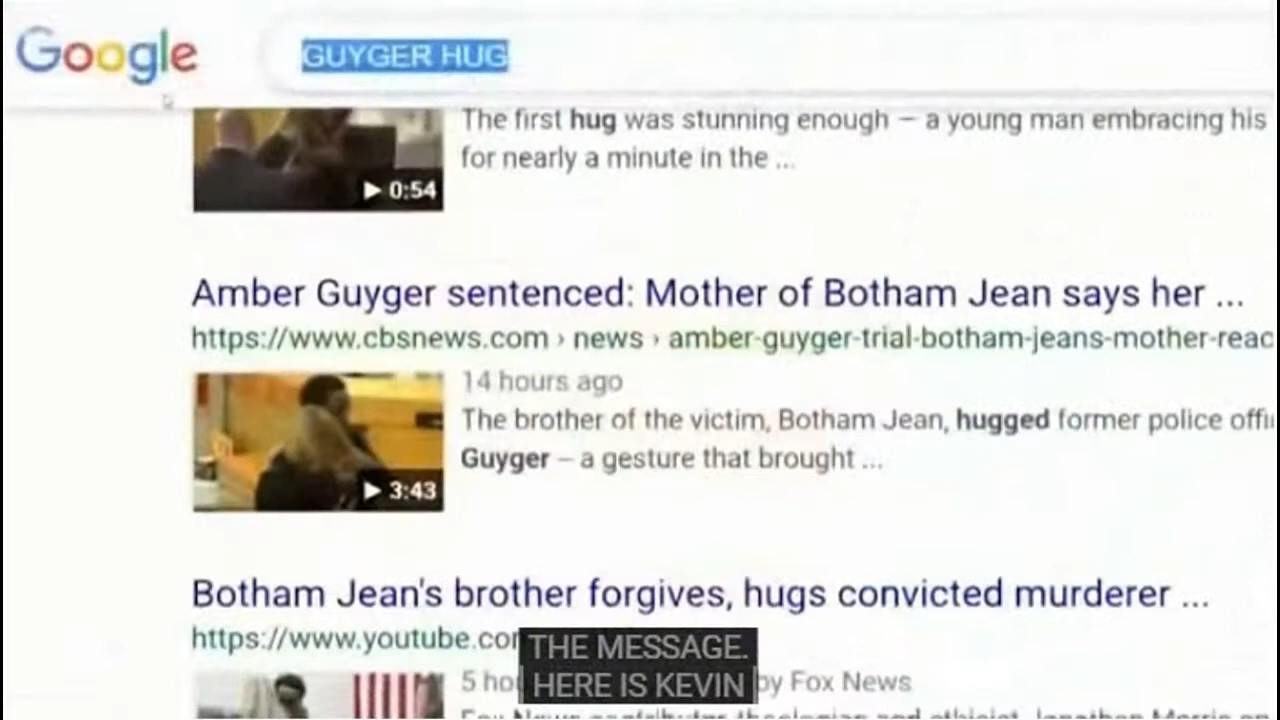 Google
GUYGER HUG
The first hug was stunning enough – a young man embracing his
for nearly a minute in the ...
0:54
Amber Guyger sentenced: Mother of Botham Jean says her ...
https://www.cbsnews.com › news › amber-guyger-trial-botham-jeans-mother-reac
14 hours ago
The brother of the victim, Botham Jean, hugged former police offi
Guyger – a gesture that brought ...
3:43
Botham Jean's brother forgives, hugs convicted murderer ...
https://www.youtube.co
THE MESSAGE.
HERE IS KEVIN
5 ho
by Fox News